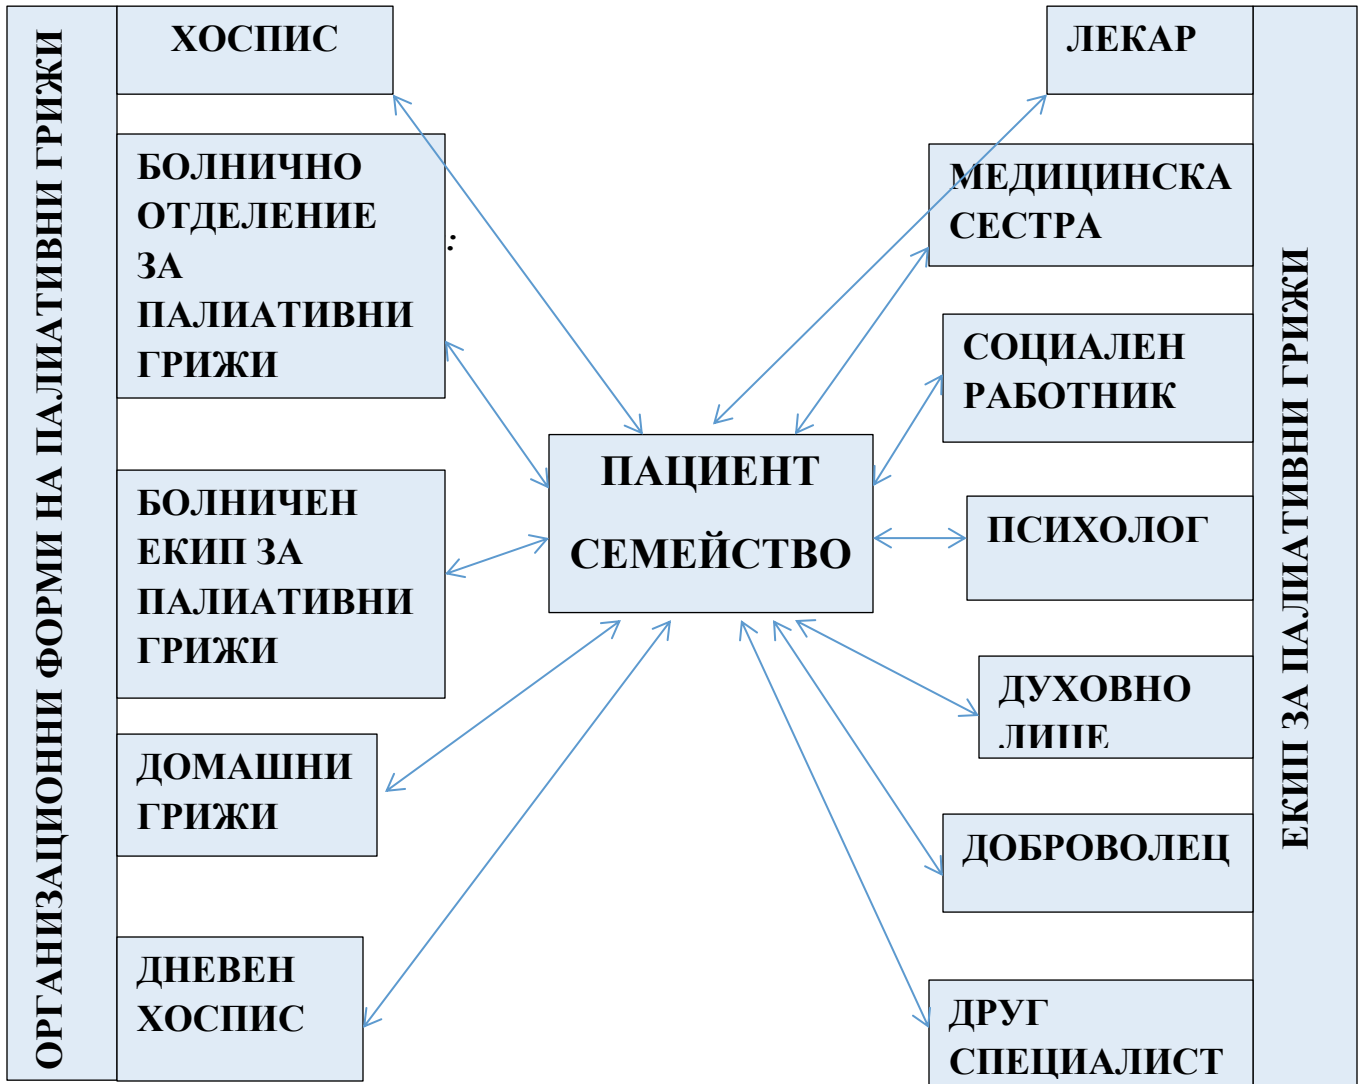 ОРГАНИЗАЦИОННИ ФОРМИ НА ПАЛИАТИВНИ ГРИЖИ
ХОСПИС
БОЛНИЧНО
ОТДЕЛЕНИЕ
ЗА
ПАЛИАТИВНИ
ГРИЖИ
:
БОЛНИЧЕН
ЕКИП ЗА
ПАЛИАТИВНИ
ГРИЖИ
ДОМАШНИ
ГРИЖИ
ДНЕВЕН
ХОСПИС
ПАЦИЕНТ
СЕМЕЙСТВО
ЛЕКАР
МЕДИЦИНСКА
СЕСТРА
СОЦИАЛЕН
РАБОТНИК
ПСИХОЛОГ
ДУХОВНО
ЛИЦЕ
ДОБРОВОЛЕЦ
ДРУГ
СПЕЦИАЛИСТ
ЕКИП ЗА ПАЛИАТИВНИ ГРИЖИ